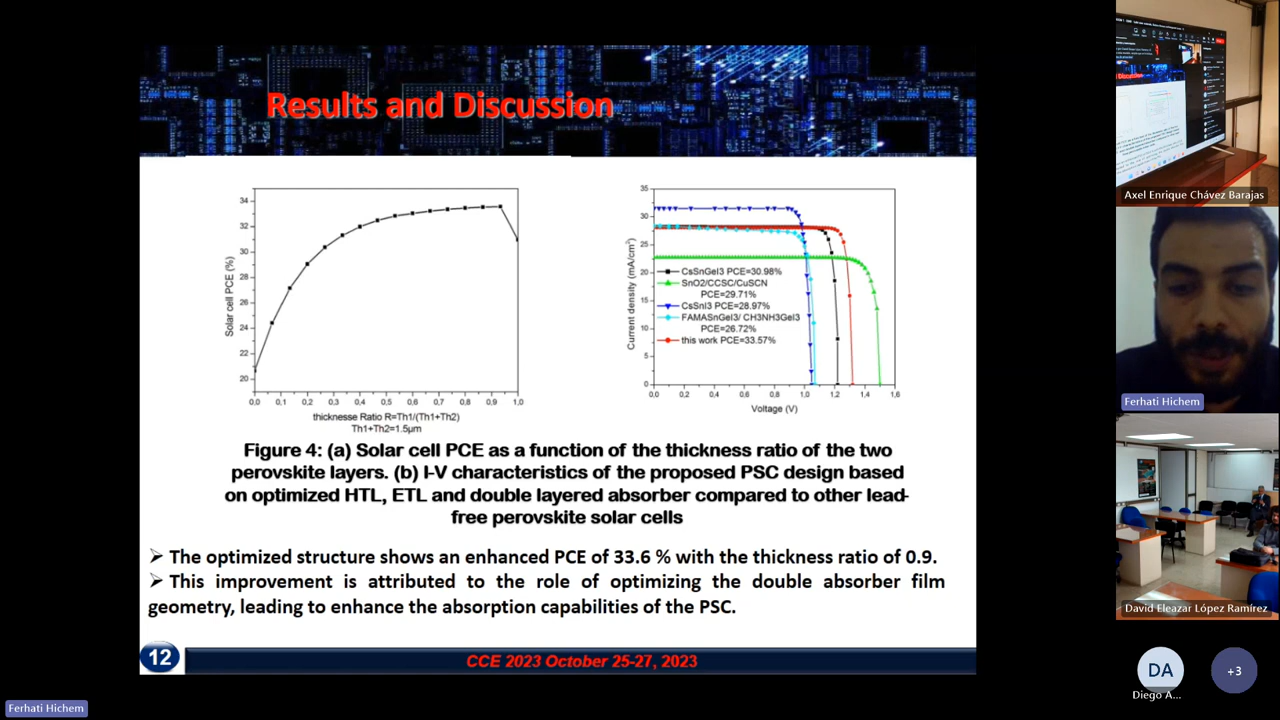 Results and Discussion
34
32
30
28
26
24
22
20
Solar cell PCE (%)
0,0 0,1 0,2 0,3 0,4 0,5 0,6 0,7 0,8 0,9 1,0
thicknesse Ratio R=Th1/(Th1+Th2)
Th1+Th2=1.5µm
35
30
25
20
15
10
5
0
Current density (mA/cm²)
CsSnGeI3 PCE=30.98%
SnO2/CCSC/CuSCN
PCE=29.71%
CsSnI3 PCE=28.97%
FAMASnGeI3/ CH3NH3GeI3
PCE=26.72%
this work PCE=33.57%
0,0 0,2 0,4 0,6 0,8 1,0 1,2 1,4 1,6
Voltage (V)
Figure 4: (a) Solar cell PCE as a function of the thickness ratio of the two
perovskite layers. (b) I-V characteristics of the proposed PSC design based
on optimized HTL, ETL and double layered absorber compared to other lead-
free perovskite solar cells
➢ The optimized structure shows an enhanced PCE of 33.6 % with the thickness ratio of 0.9.
➢ This improvement is attributed to the role of optimizing the double absorber film
geometry, leading to enhance the absorption capabilities of the PSC.
12
CCE 2023 October 25-27, 2023
Ferhati Hichem
Axel Enrique Chávez Barajas
Ferhati Hichem
David Eleazar López Ramírez
DA
Diego A...
+3